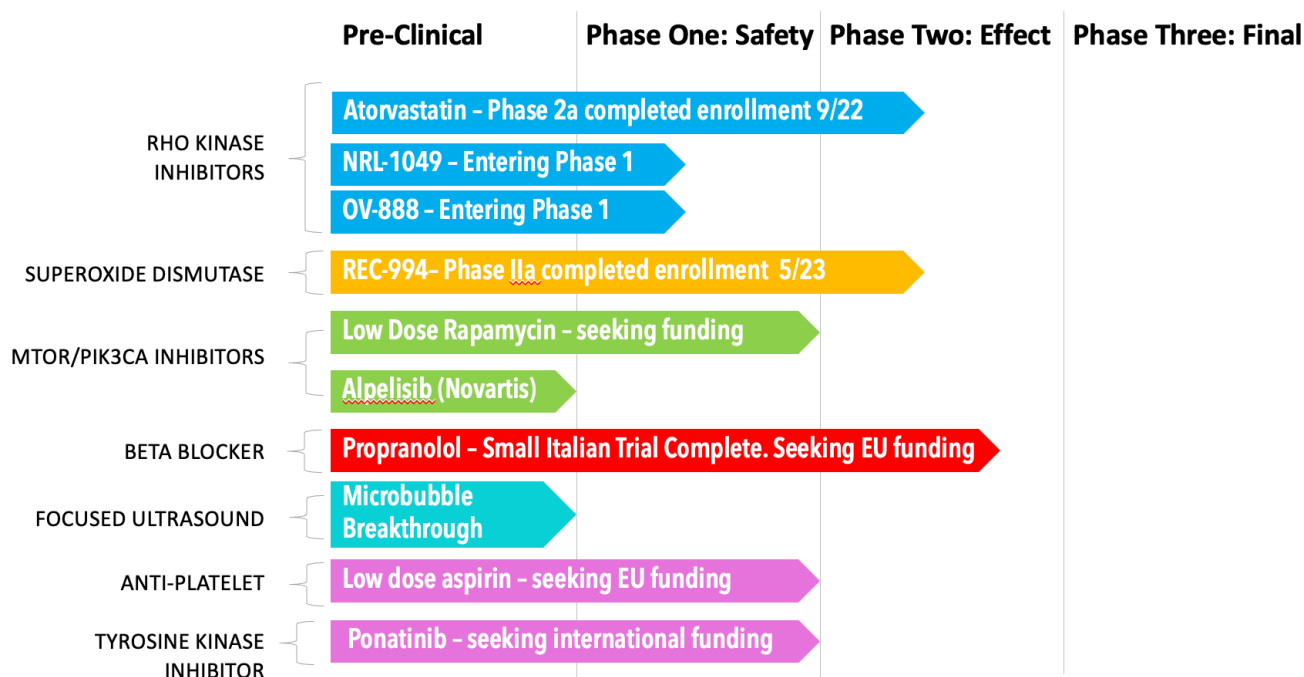 Pre-Clinical
Phase One: Safety
Phase Two: Effect
Phase Three: Final
RHO KINASE
INHIBITORS
Atorvastatin – Phase 2a completed enrollment 9/22
NRL-1049 – Entering Phase 1
OV-888 – Entering Phase 1
SUPEROXIDE DISMUTASE
REC-994– Phase IIa completed enrollment 5/23
MTOR/PIK3CA INHIBITORS
Low Dose Rapamycin – seeking funding
Alpelisib (Novartis)
BETA BLOCKER
Propranolol – Small Italian Trial Complete. Seeking EU funding
FOCUSED ULTRASOUND
Microbubble
Breakthrough
ANTI-PLATELET
Low dose aspirin – seeking EU funding
TYROSINE KINASE
INHIBITOR
Ponatinib – seeking international funding